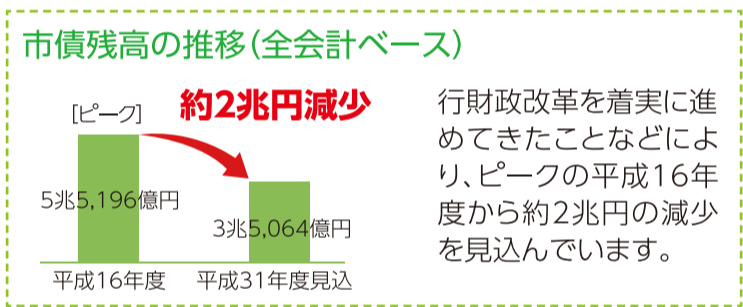 市債残高の推移（全会計ベース）
［ピーク］
約2兆円減少
5兆5,196億円
3兆5,064億円
平成16年度
平成31年度見込
行財政改革を着実に進
めてきたことなどによ
り、ピークの平成16年
度から約2兆円の減少
を見込んでいます。